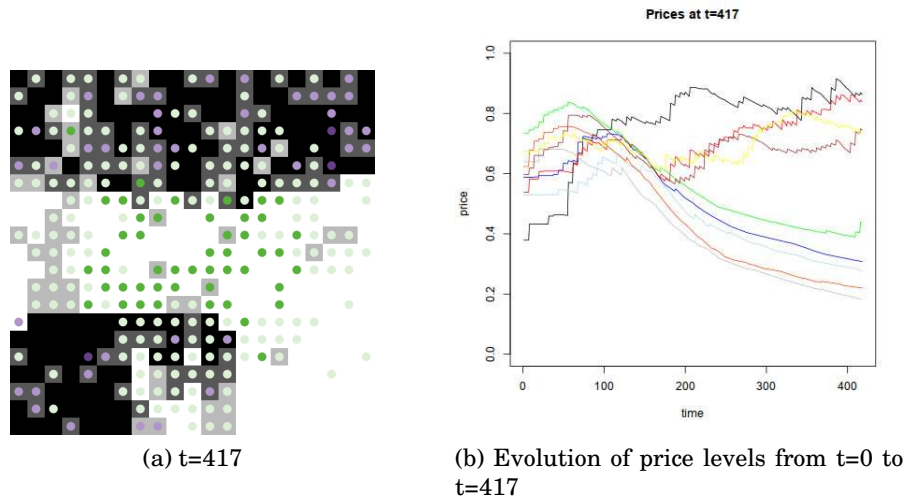 Prices at t=417
price
1.0
0.8
0.6
0.4
0.2
0.0
0 100 200 300 400
time
(a) t=417
(b) Evolution of price levels from t=0 to
t=417